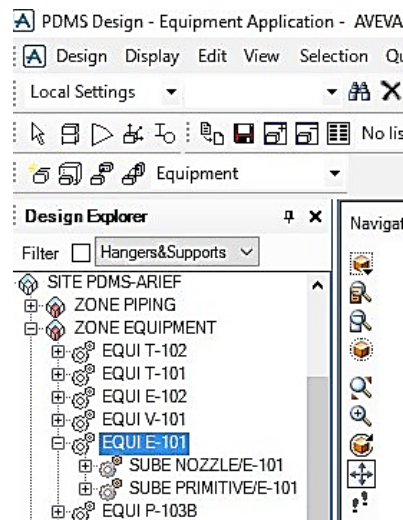 PDMS Design - Equipment Application - AVEVA
Design Display Edit View Selection
Local Settings
No lis
Equipment
Design Explorer
Navigat
Filter Hangers&Supports
SITE PDMS-ARIEF
ZONE PIPING
ZONE EQUIPMENT
EQUI T-102
EQUI T-101
EQUI E-102
EQUI V-101
EQUI E-101
SUBE NOZZLE/E-101
SUBE PRIMITIVE/E-101
EQUI P-103B